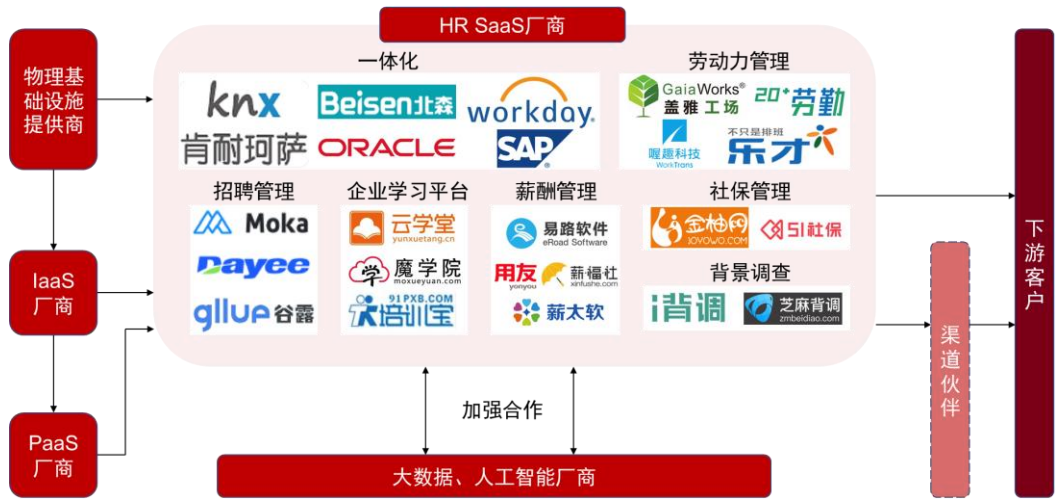 HR SaaS厂商
物理基
础设施
提供商
IaaS
厂商
PaaS
厂商
一体化
knx
肯耐珂萨
Beisen北森
ORACLE
workday.
SAP
®
劳动力管理
GaiaWorks®
盖雅工场
20+劳勤
喔趣科技
WorkTrans
不只是排班
乐才
招聘管理
Moka
Dayee
gllue谷露
企业学习平台
云学堂
yunxuetang.cn
学
魔学院
moxueyuan.com
91PXB.COM
培训宝
薪酬管理
易路软件
eRoad Software
用友
yonyou
薪福社
xinfushe.com
薪太软
社保管理
金柚网
JOYOWO.COM
51社保
背景调查
i背调
芝麻背调
zmbeidiao.com
加强合作
大数据、人工智能厂商
渠道伙伴
下游客户